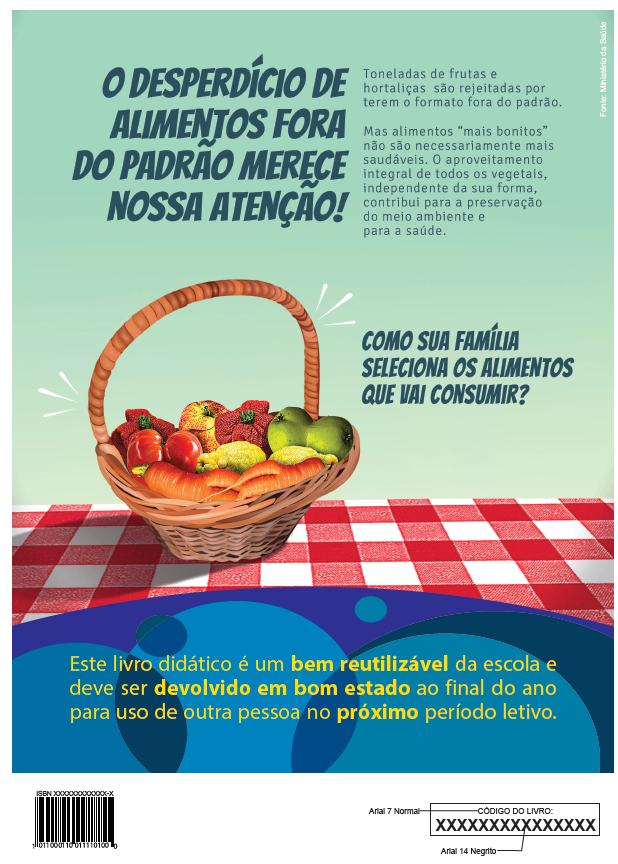 Fonte: Ministério da Saúde
O DESPERDÍCIO DE
ALIMENTOS FORA
DO PADRÃO MERECE
NOSSA ATENÇÃO!
Toneladas de frutas e
hortaliças são rejeitadas por
terem o formato fora do padrão.
Mas alimentos “mais bonitos”
não são necessariamente mais
saudáveis. O aproveitamento
integral de todos os vegetais,
independente da sua forma,
contribui para a preservação
do meio ambiente e
para a saúde.
COMO SUA FAMÍLIA
SELECIONA OS ALIMENTOS
QUE VAI CONSUMIR?
Este livro didático é um bem reutilizável da escola e
deve ser devolvido em bom estado ao final do ano
para uso de outra pessoa no próximo período letivo.
ISBN XXXXXXXXXXXX-X
1 011000110 011110100 0
Arial 7 Normal
CÓDIGO DO LIVRO:
XXXXXXXXXXXXXXX
Arial 14 Negrito